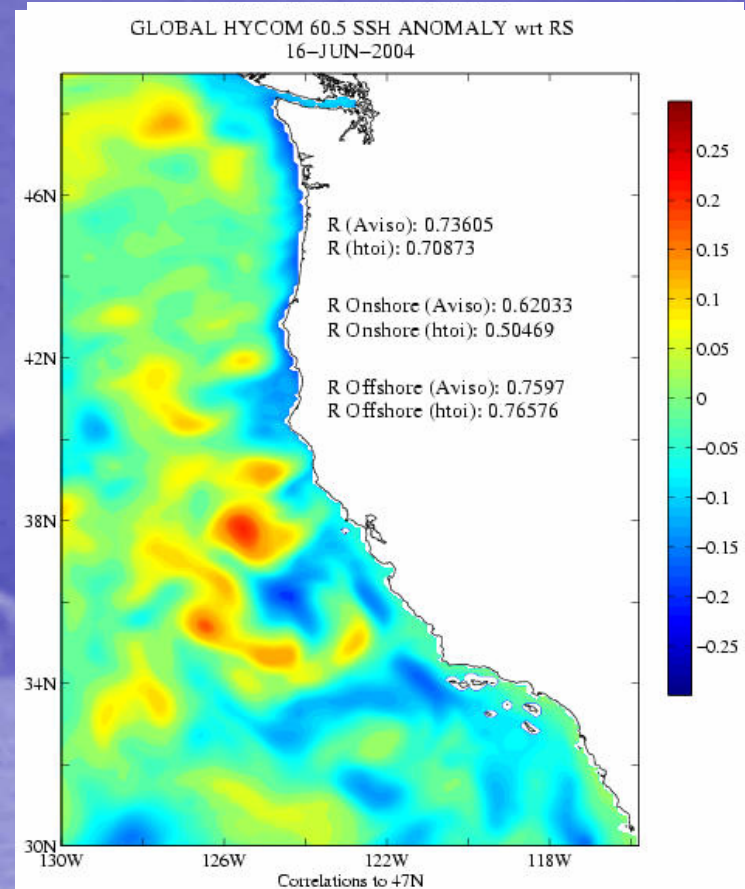 GLOBAL HYCOM 60.5 SSH ANOMALY wrt RS
16−JUN−2004
46N
42N
38N
34N
30N
R (Aviso): 0.73605
R (htoi): 0.70873
R Onshore (Aviso): 0.62033
R Onshore (htoi): 0.50469
R Offshore (Aviso): 0.7597
R Offshore (htoi): 0.76576
0.25
0.2
0.15
0.1
0.05
0
−0.05
−0.1
−0.15
−0.2
−0.25
130W 126W 122W 118W
Correlations to 47N